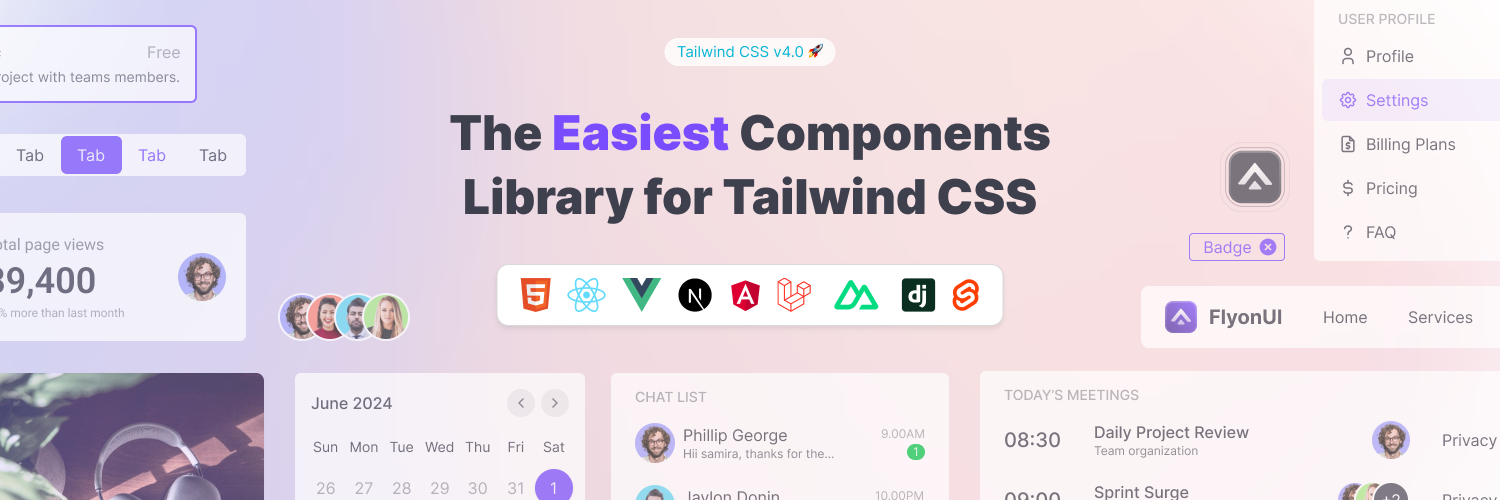 Free
project with teams members.
Tab
Tab
Tab
Tab
Total page views
39,400
% more than last month
Tailwind CSS v4.0 🚀
The Easiest Components
Library for Tailwind CSS
N
A
dj
USER PROFILE
Profile
Settings
Billing Plans
Pricing
FAQ
Badge
FlyonUI
Home
Services
June 2024
Sun Mon Tue Wed Thu Fri Sat
26 27 28 29 30 31 1
CHAT LIST
Phillip George
9.00AM
Hii samira, thanks for the...
1
Jaylon Donin
10.00PM
TODAY'S MEETINGS
08:30
Daily Project Review
Team organization
Privacy
09:00
Sprint Surge
+2
Privacy